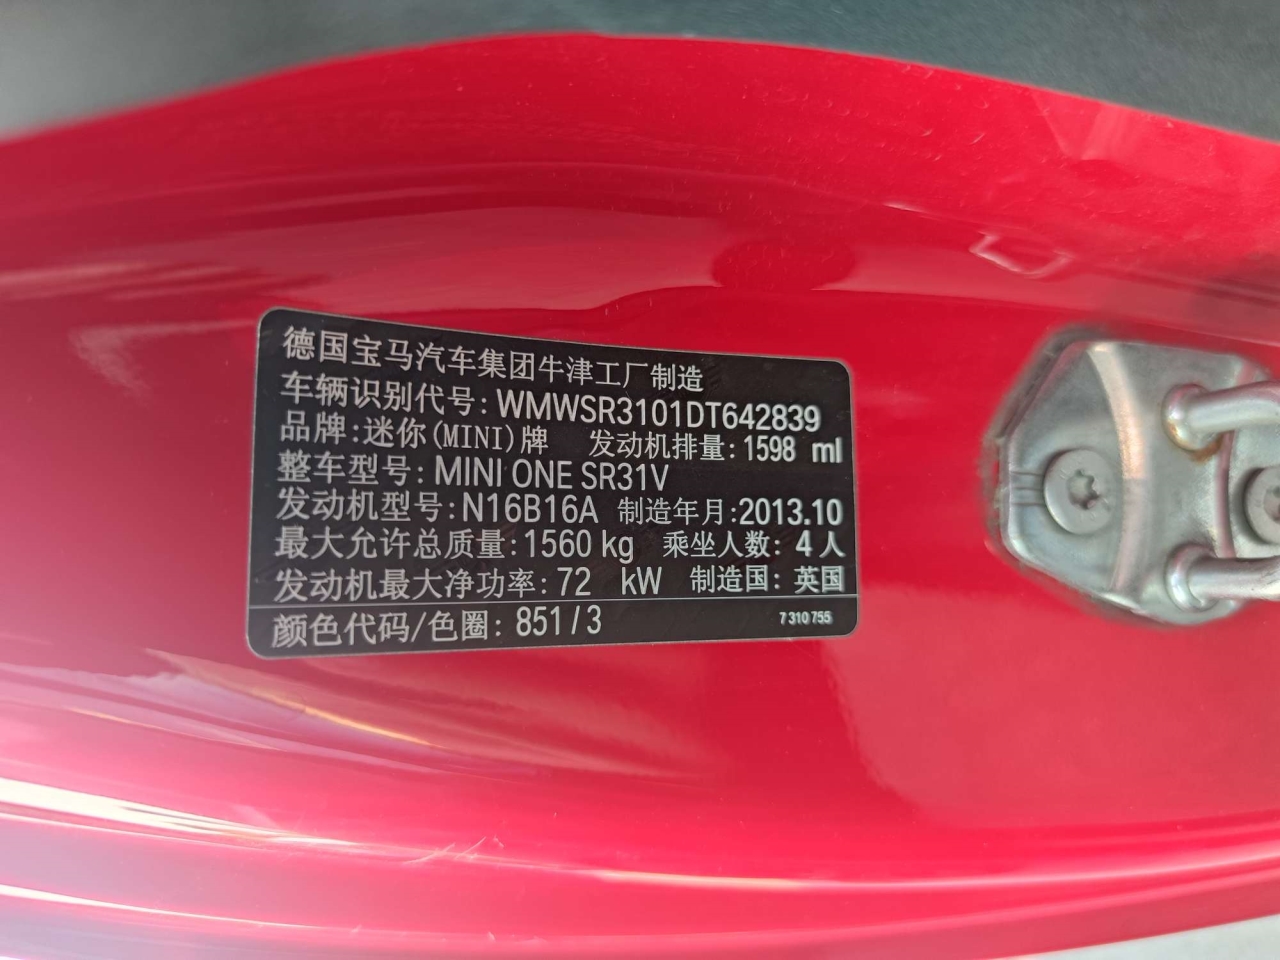 德国宝马汽车集团牛津工厂制造
车辆识别代号: WMWSR3101DT642839
品牌:迷你(MINI)牌 发动机排量: 1598 ml
整车型号: MINI ONE SR31V
发动机型号: N16B16A 制造年月:2013.10
最大允许总质量: 1560 kg 乘坐人数: 4人
发动机最大净功率: 72 kW 制造国: 英国
颜色代码/色圈: 851/3 7 310 755